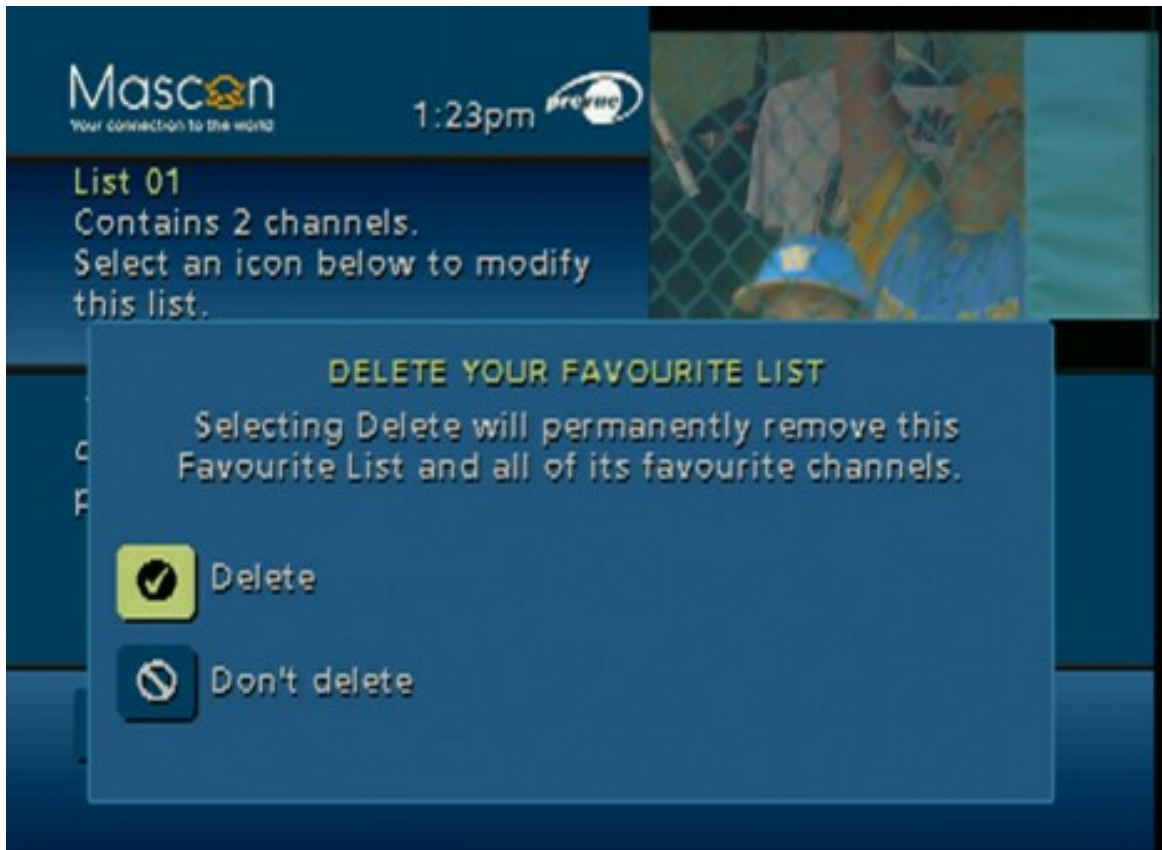 Mascon
Your connection to the world
1:23pm
prevue
List 01
Contains 2 channels.
Select an icon below to modify
this list.
DELETE YOUR FAVOURITE LIST
Selecting Delete will permanently remove this
Favourite List and all of its favourite channels.
Delete
Don't delete
W